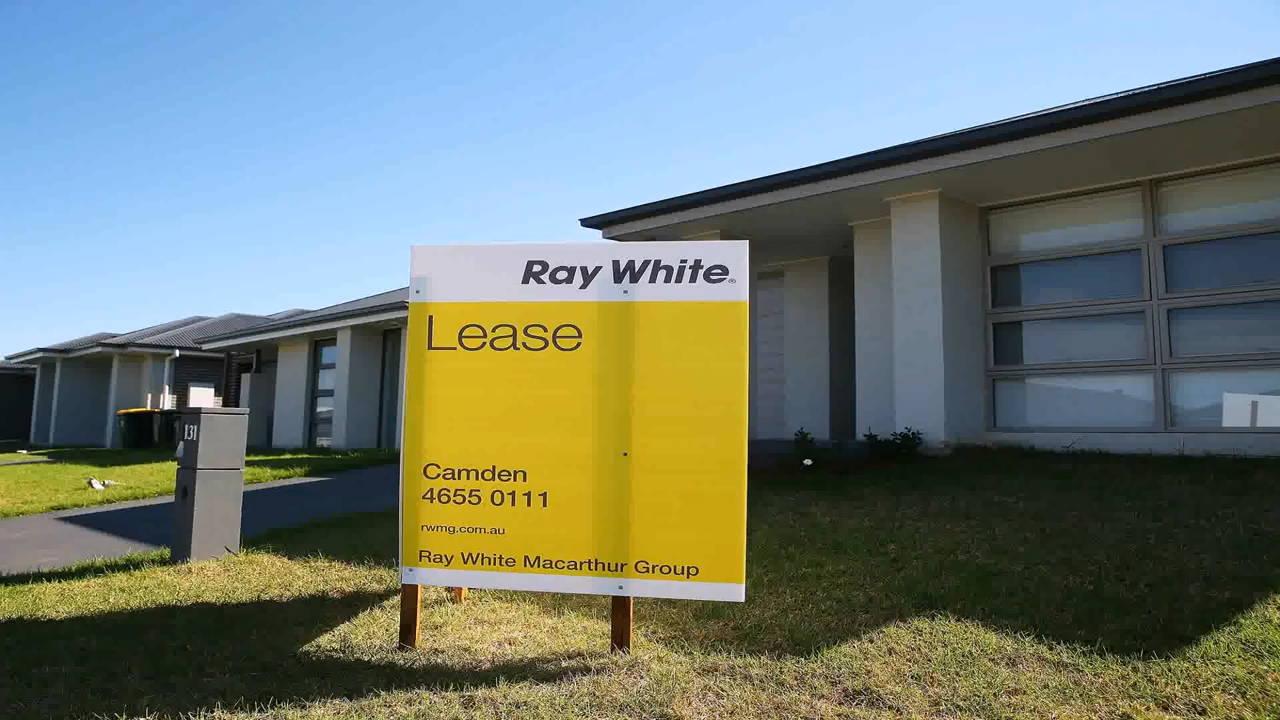 Ray White®
Lease
Camden
4655 0111
rwmg.com.au
Ray White Macarthur Group
131